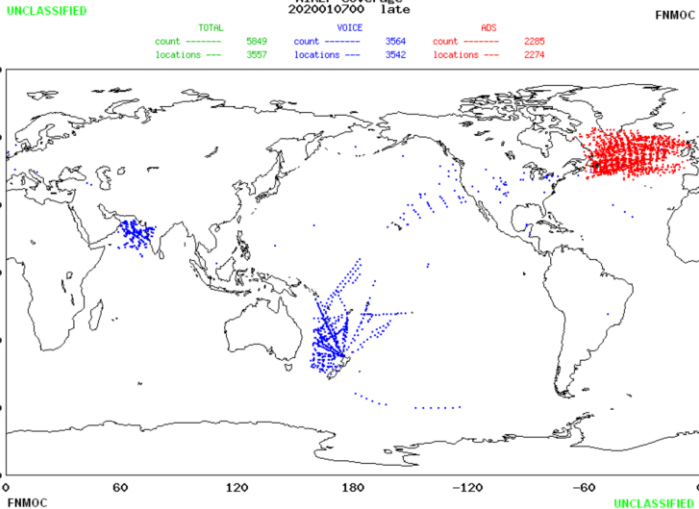 UNCLASSIFIED
Coverage
2020010700 late
FNMOC
TOTAL VOICE ADS
count ------- 5849 count ------- 3564 count ------- 2285
locations --- 3557 locations --- 3542 locations --- 2274
0 60 120 180 -120 -60
FNMOC
UNCLASSIFIED